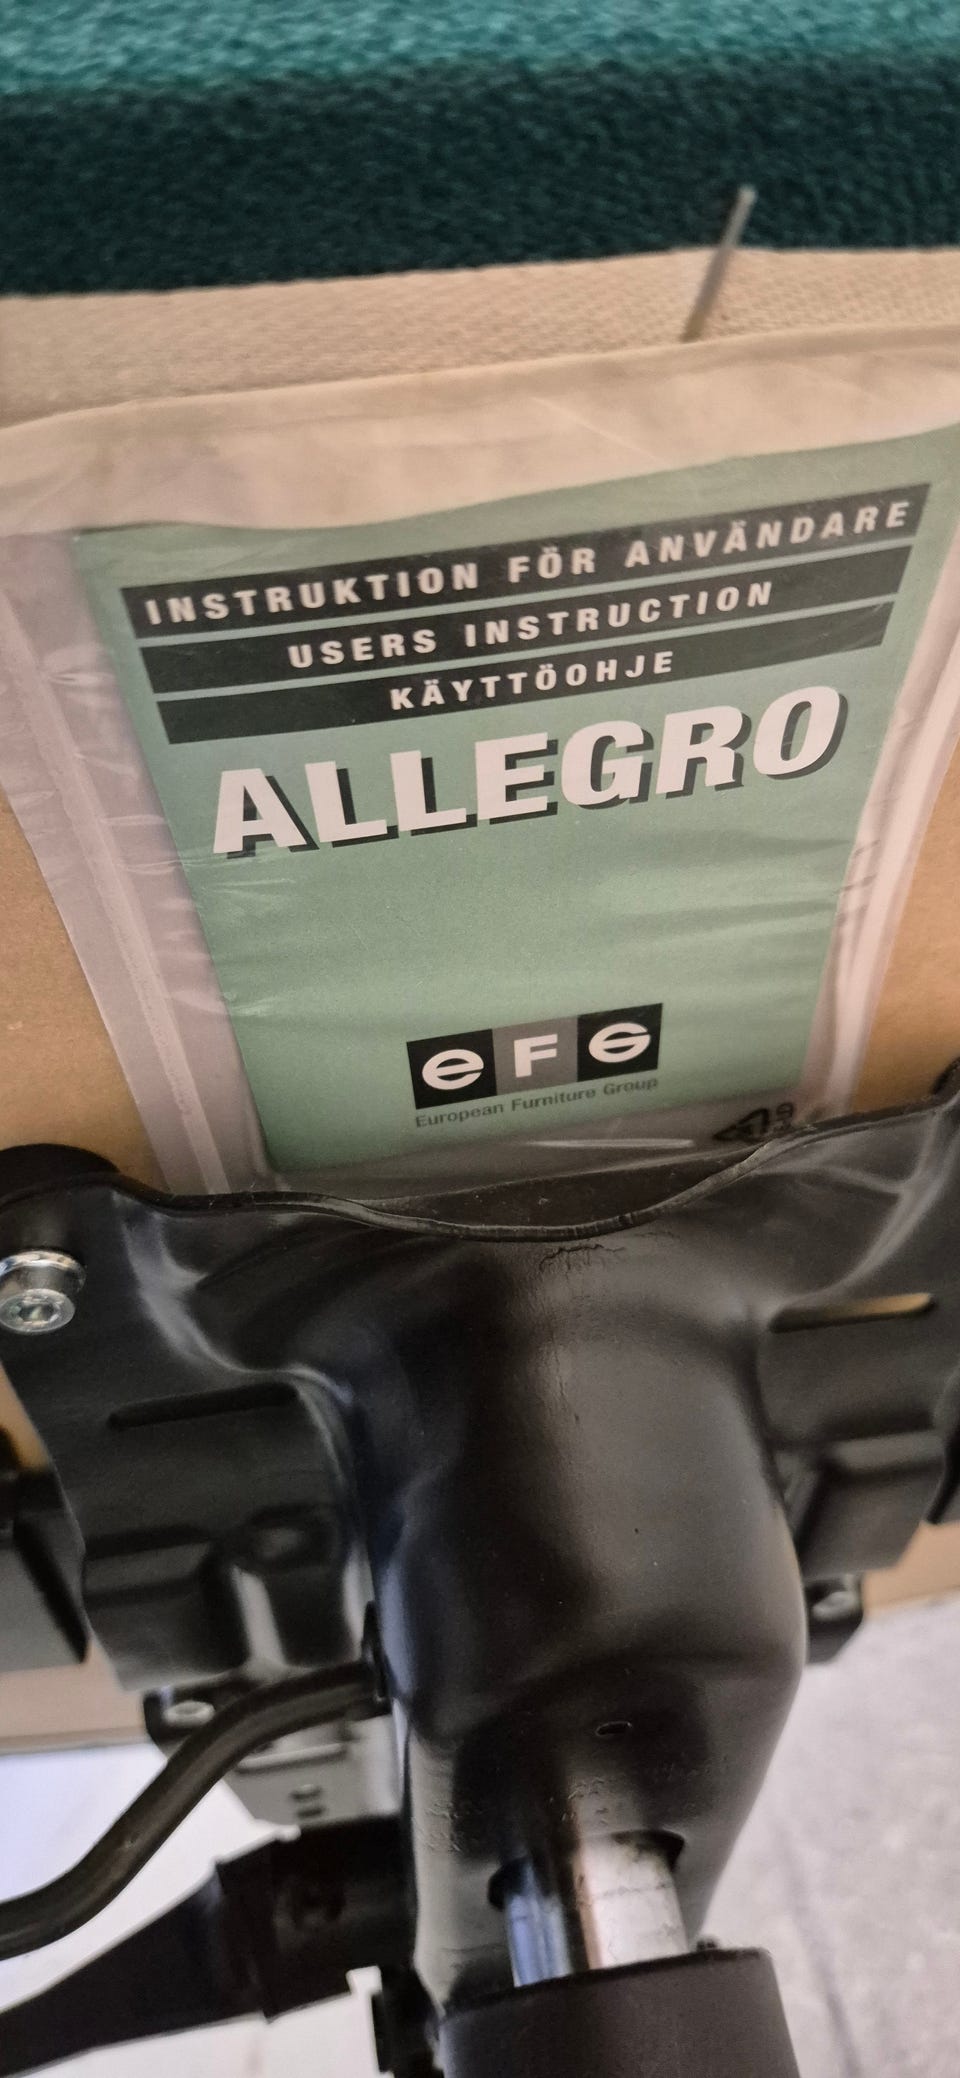 INSTRUKTION FÖR ANVÄNDARE
USERS INSTRUCTION
KÄYTTÖOHJE
ALLEGRO
eFG
European Furniture Group